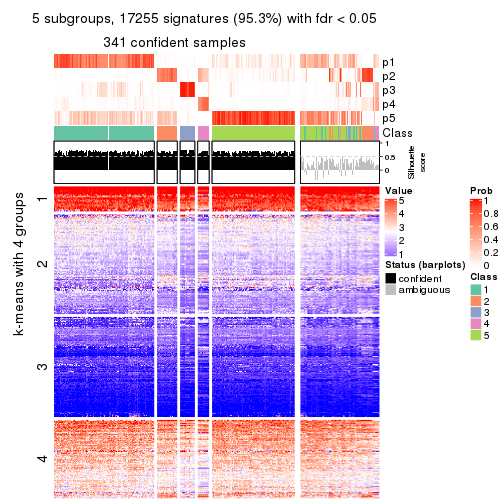 5 subgroups, 17255 signatures (95.3%) with fdr < 0.05
341 confident samples
p1
p2
p3
p4
p5
Class
1
0.5
0
Silhouette
score
k-means with 4 groups
1
2
3
4
Value
5
4
3
2
1
Status (barplots)
confident
ambiguous
Prob
1
0.8
0.6
0.4
0.2
0
Class
1
2
3
4
5